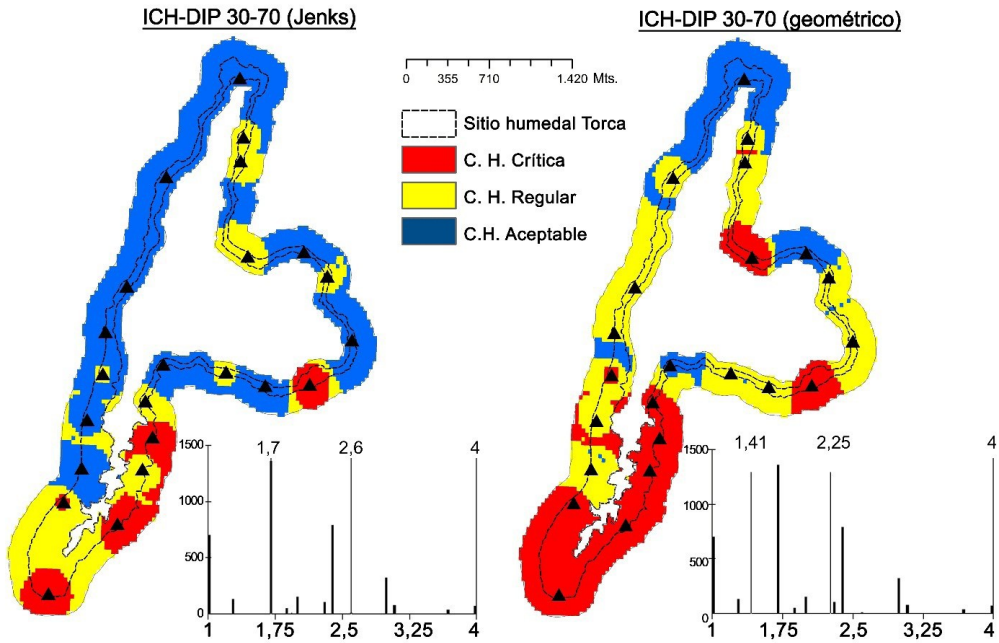 ICH-DIP 30-70 (Jenks)
ICH-DIP 30-70 (geométrico)
0 355 710 1.420 Mts.
Sitio humedal Torca
C. H. Crítica
C. H. Regular
C.H. Aceptable
1500
1000
500
0
1,7 2,6 4
1 1,75 2,5 3,25 4
1500
1000
500
0
1,41 2,25 4
1 1,75 2,5 3,25 4